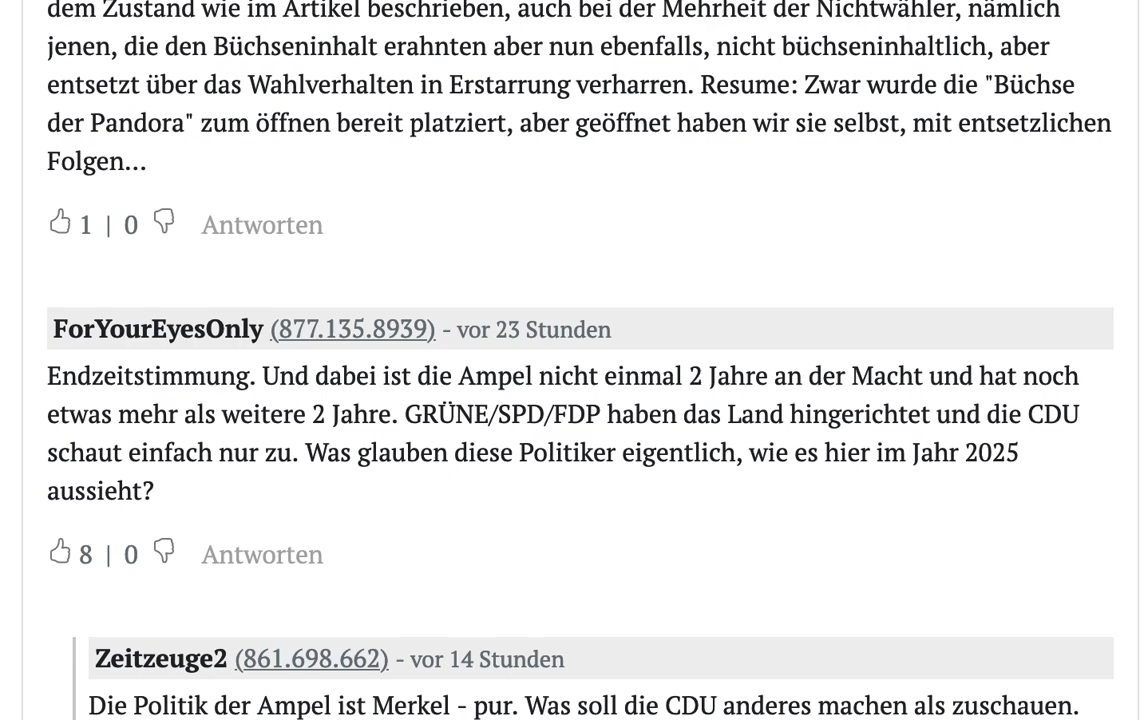 dem Zustand wie im Artikel beschrieben, auch bei der Mehrheit der Nichtwähler, nämlich
jenen, die den Büchseninhalt erahnten aber nun ebenfalls, nicht büchseninhaltlich, aber
entsetzt über das Wahlverhalten in Erstarrung verharren. Resume: Zwar wurde die "Büchse
der Pandora" zum öffnen bereit platziert, aber geöffnet haben wir sie selbst, mit entsetzlichen
Folgen...
1 | 0 Antworten
ForYourEyesOnly (877.135.8939) - vor 23 Stunden
Endzeitstimmung. Und dabei ist die Ampel nicht einmal 2 Jahre an der Macht und hat noch
etwas mehr als weitere 2 Jahre. GRÜNE/SPD/FDP haben das Land hingerichtet und die CDU
schaut einfach nur zu. Was glauben diese Politiker eigentlich, wie es hier im Jahr 2025
aussieht?
8 | 0 Antworten
Zeitzeuge2 (861.698.662) - vor 14 Stunden
Die Politik der Ampel ist Merkel - pur. Was soll die CDU anderes machen als zuschauen.